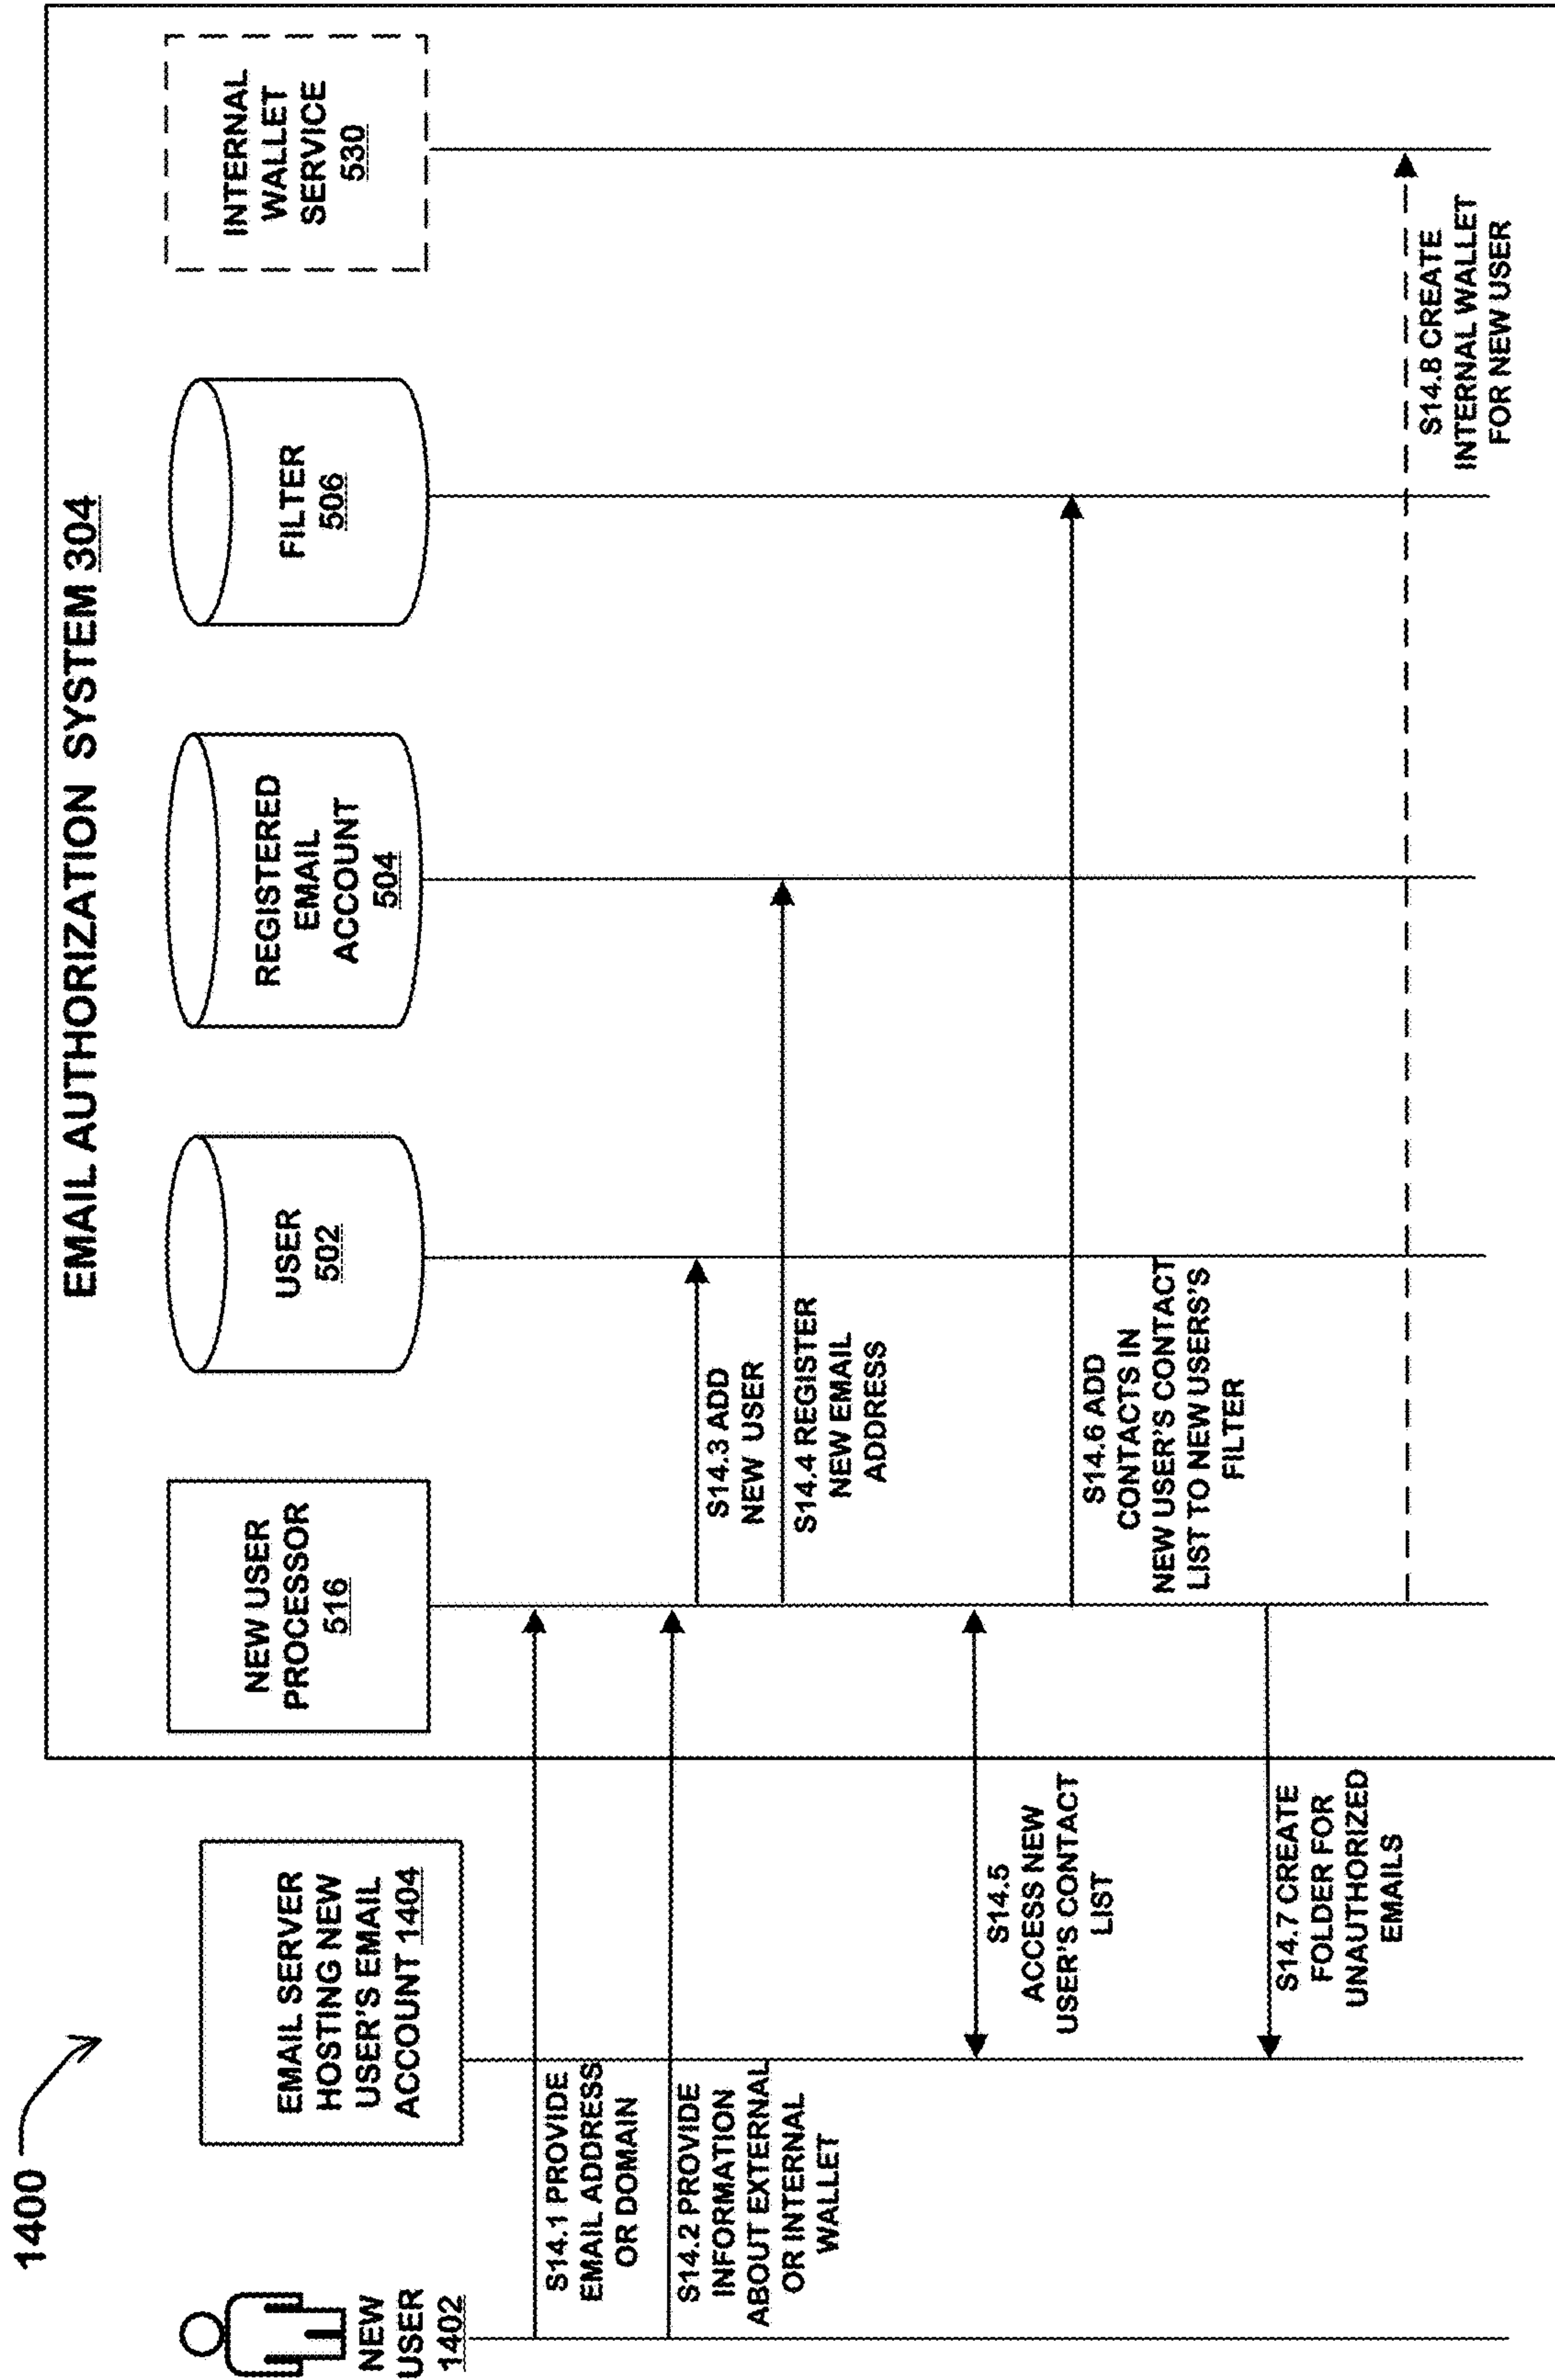 1400
EMAIL AUTHORIZATION SYSTEM 304
NEW
USER
1402
EMAIL SERVER
HOSTING NEW
USER'S EMAIL
ACCOUNT 1404
NEW USER
PROCESSOR
516
USER
502
REGISTERED
EMAIL
ACCOUNT
504
FILTER
506
INTERNAL
WALLET
SERVICE
530
S14.1 PROVIDE
EMAIL ADDRESS
OR DOMAIN
S14.2 PROVIDE
INFORMATION
ABOUT EXTERNAL
OR INTERNAL
WALLET
S14.3 ADD
NEW USER
S14.4 REGISTER
NEW EMAIL
ADDRESS
S14.5
ACCESS NEW
USER'S CONTACT
LIST
S14.6 ADD
CONTACTS IN
NEW USER'S CONTACT
LIST TO NEW USERS'S
FILTER
S14.7 CREATE
FOLDER FOR
UNAUTHORIZED
EMAILS
S14.8 CREATE
INTERNAL WALLET
FOR NEW USER